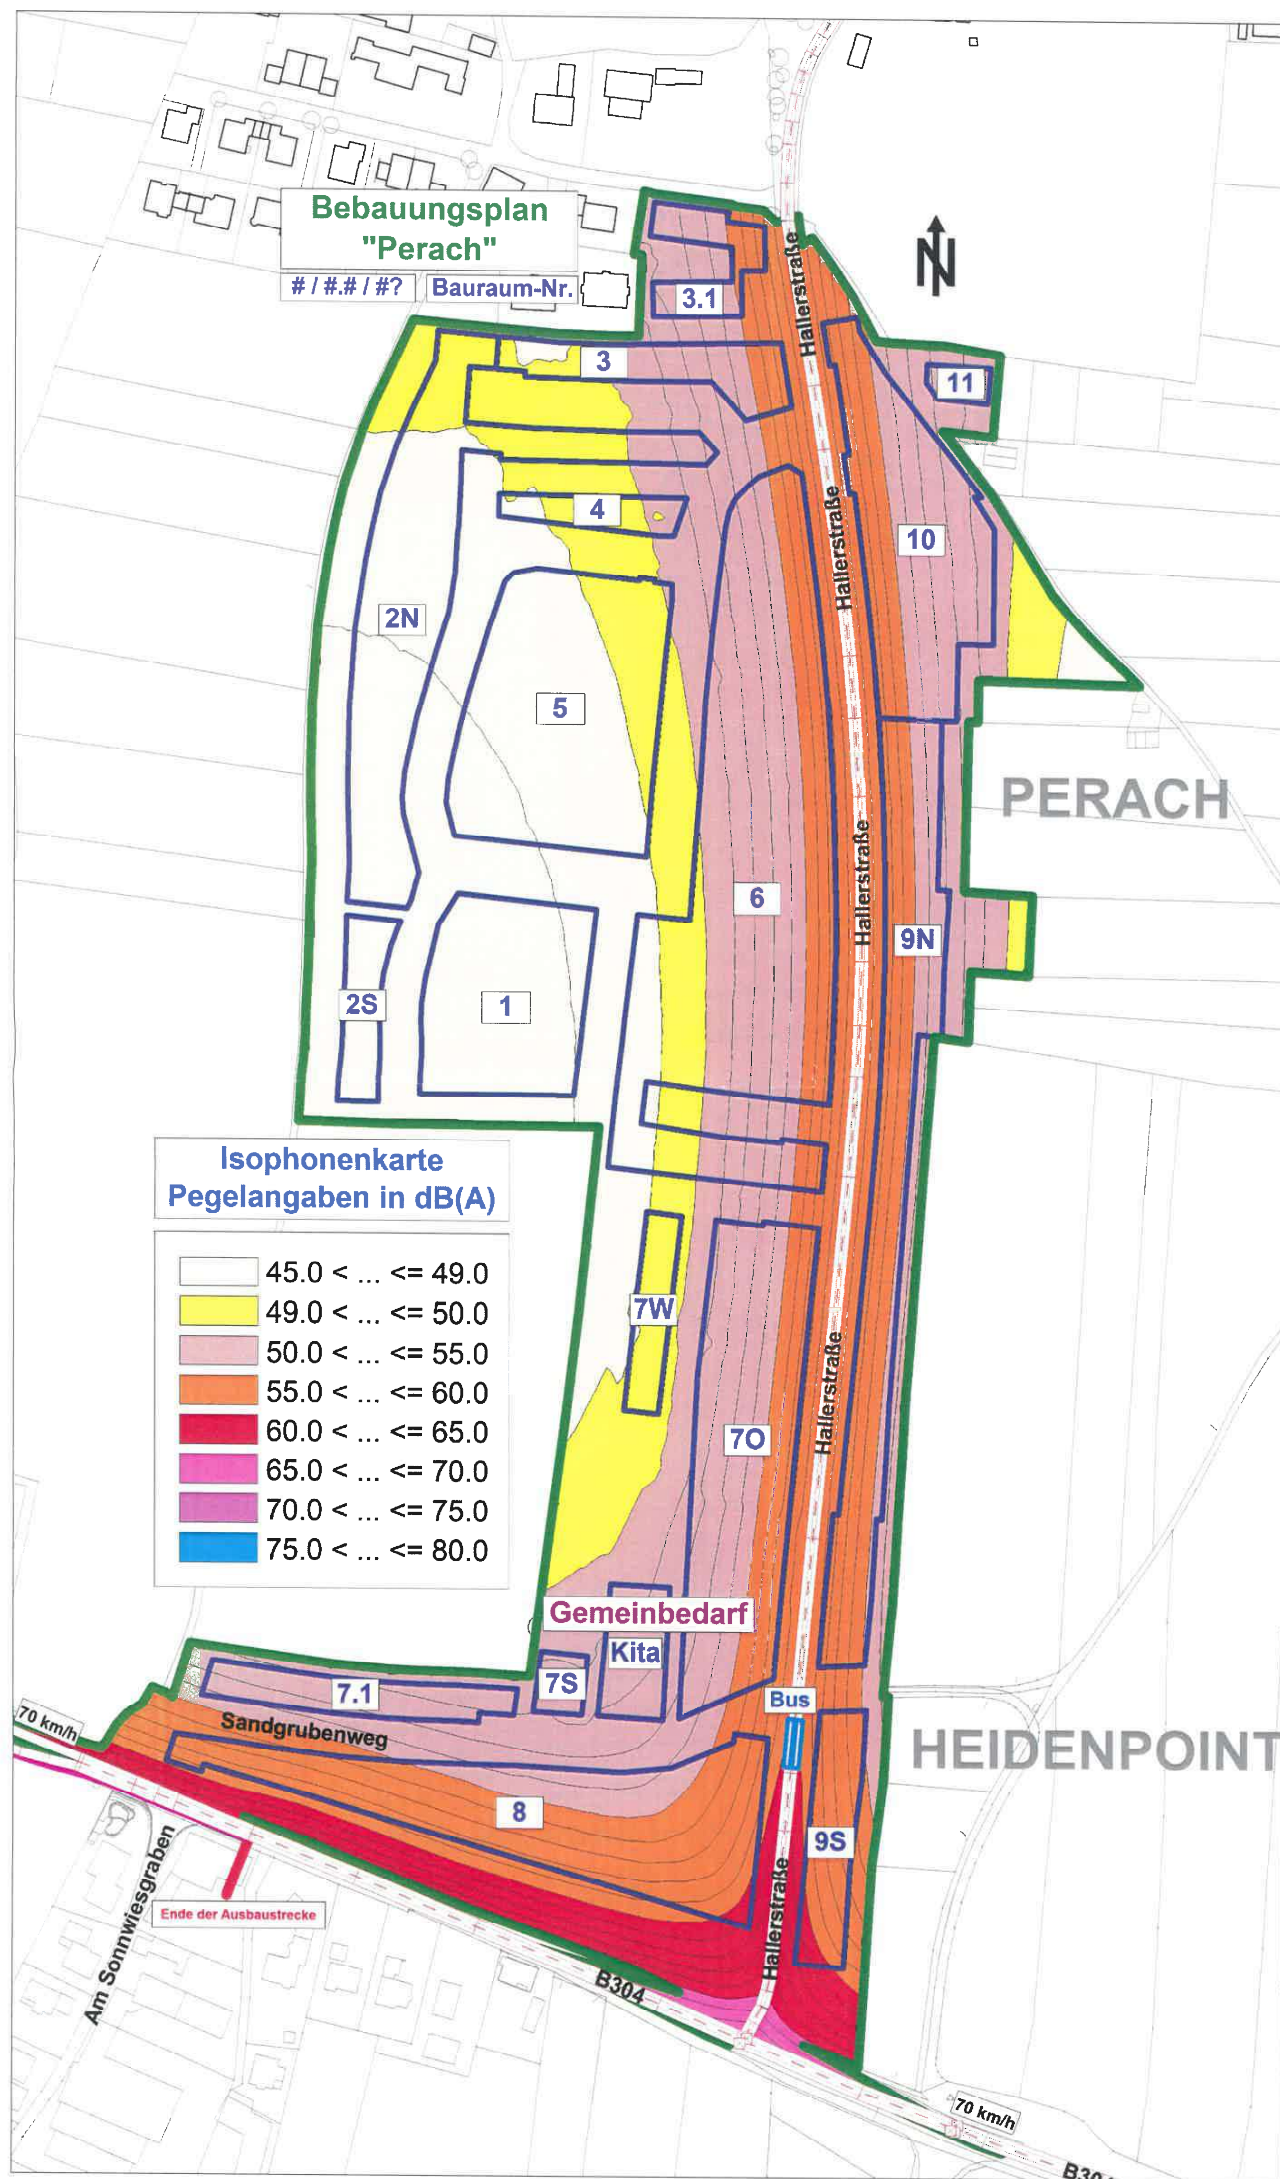 Bebauungsplan
"Perach"
# / #.# / #?
Bauraum-Nr.
Hallerstraße
3.1
3
11
4
Hallerstraße
10
2N
5
PERACH
Hallerstraße
6
9N
2S
1
Isophonenkarte
Pegelangaben in dB(A)
45.0 < ... <= 49.0
49.0 < ... <= 50.0
50.0 < ... <= 55.0
55.0 < ... <= 60.0
60.0 < ... <= 65.0
65.0 < ... <= 70.0
70.0 < ... <= 75.0
75.0 < ... <= 80.0
7W
Hallerstraße
7O
Gemeinbedarf
Kita
7S
7.1
Bus
70 km/h
Sandgrubenweg
HEIDENPOINT
8
9S
Ende der Ausbaustrecke
Am Sonnwiesgraben
Hallerstraße
B304
70 km/h